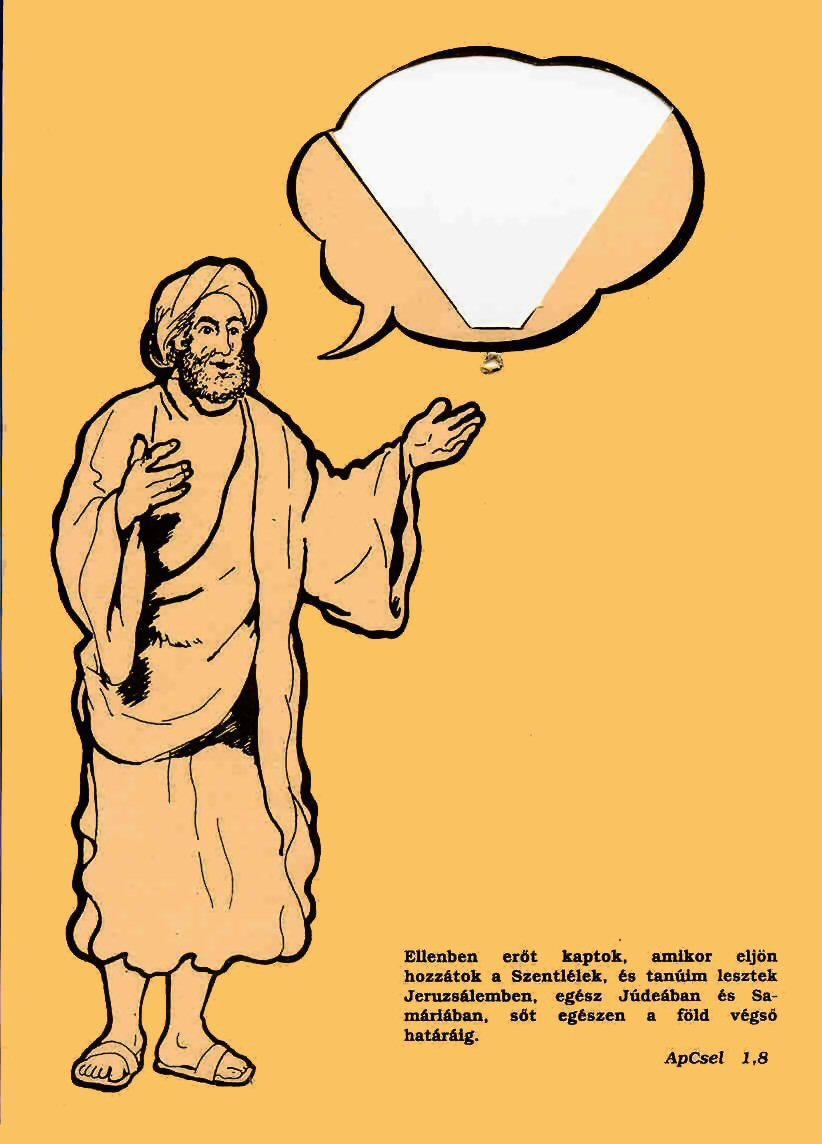 Ellenben erőt kaptok, amikor eljön
hozzátok a Szentlélek, és tanúim lesztek
Jeruzsálemben, egész Júdeában és Sa-
máriában, sőt egészen a föld végső
határáig.
ApCsel 1,8